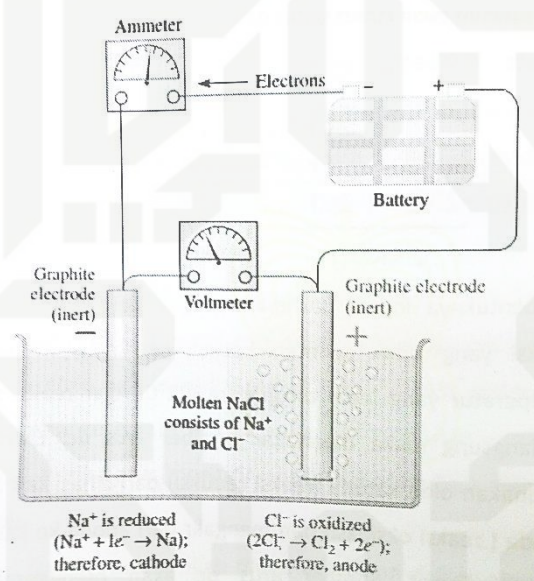 Ammeter
Electrons
− +
Battery
Graphite
electrode
(inert)
−
Voltmeter
Graphite electrode
(inert)
+
Molten NaCl
consists of Na⁺
and Cl⁻
Na⁺ is reduced
(Na⁺ + le⁻ → Na);
therefore, cathode
Cl⁻ is oxidized
(2Cl⁻ → Cl₂ + 2e⁻);
therefore, anode